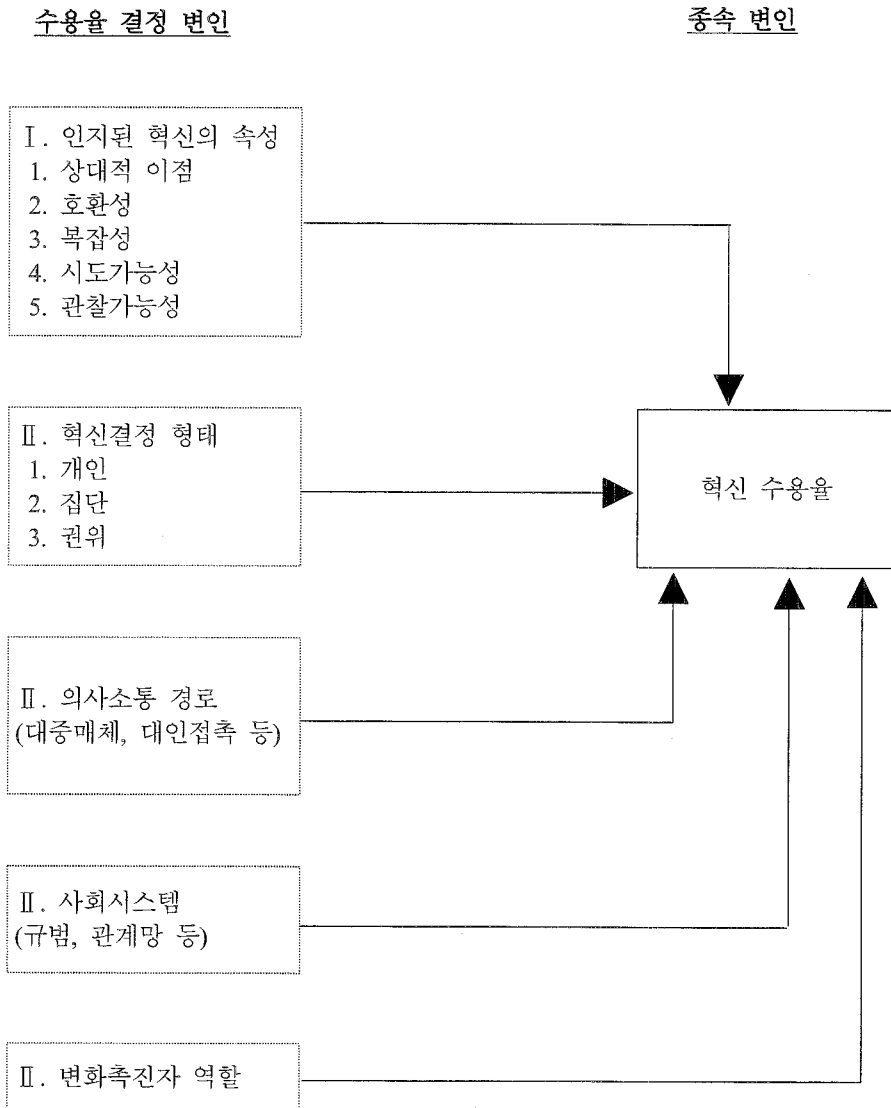 수용율 결정 변인
종속 변인
Ⅰ. 인지된 혁신의 속성
1. 상대적 이점
2. 호환성
3. 복잡성
4. 시도가능성
5. 관찰가능성
Ⅱ. 혁신결정 형태
1. 개인
2. 집단
3. 권위
혁신 수용율
Ⅱ. 의사소통 경로
(대중매체, 대인접촉 등)
Ⅱ. 사회시스템
(규범, 관계망 등)
Ⅱ. 변화촉진자 역할